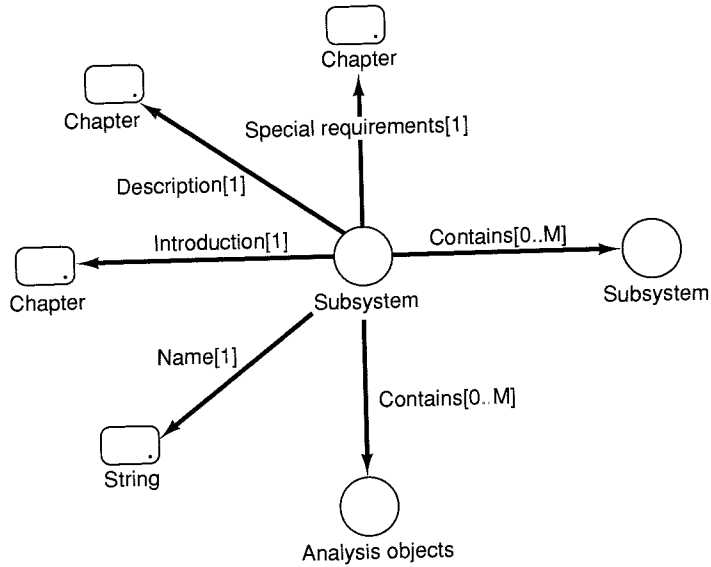 Chapter
Chapter
Special requirements[1]
Description[1]
Introduction[1]
Contains[0..M]
Chapter
Subsystem
Subsystem
Name[1]
Contains[0..M]
String
Analysis objects